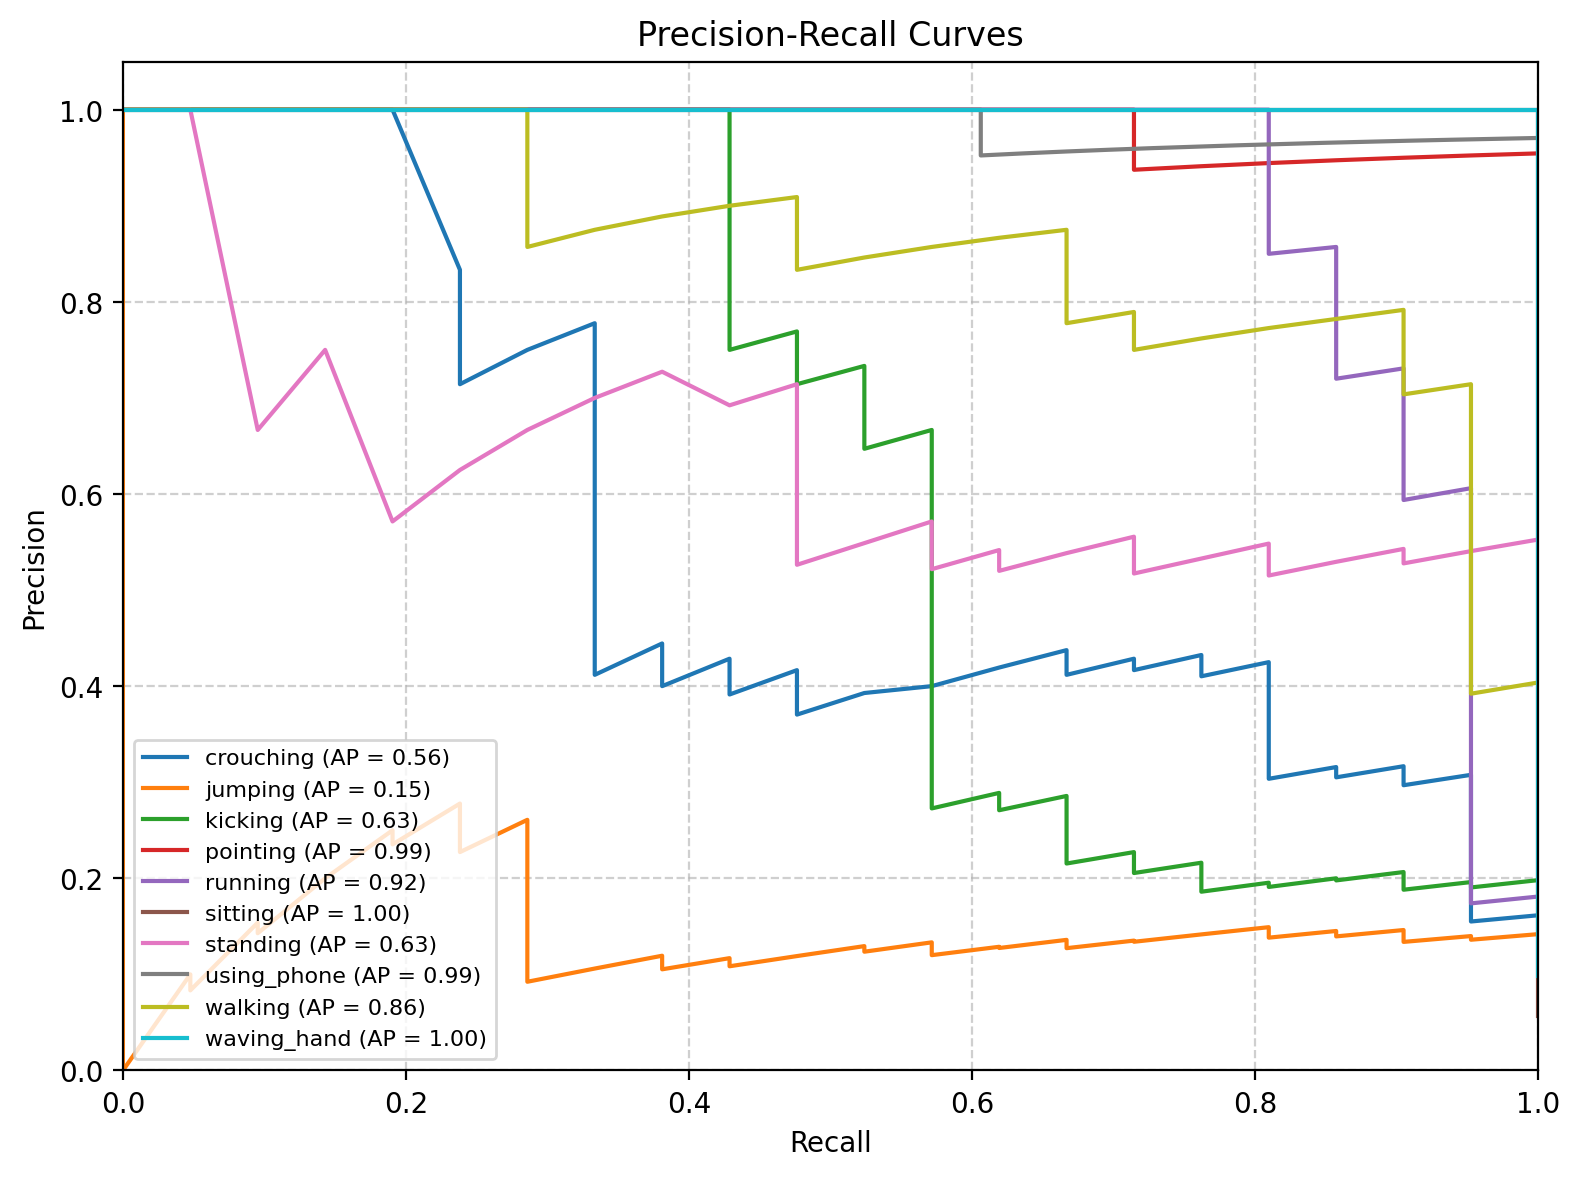 Precision-Recall Curves
1.0
0.8
0.6
0.4
0.2
0.0
Precision
crouching (AP = 0.56)
jumping (AP = 0.15)
kicking (AP = 0.63)
pointing (AP = 0.99)
running (AP = 0.92)
sitting (AP = 1.00)
standing (AP = 0.63)
using_phone (AP = 0.99)
walking (AP = 0.86)
waving_hand (AP = 1.00)
0.0 0.2 0.4 0.6 0.8 1.0
Recall